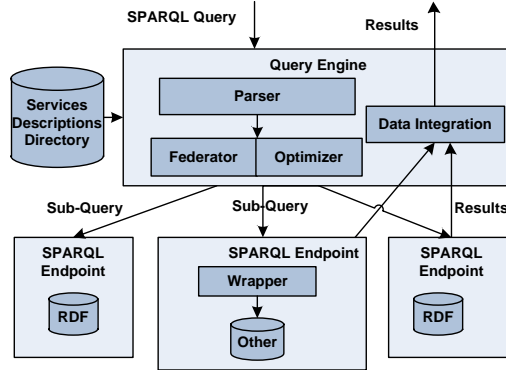 SPARQL Query
Results
Query Engine
Services
Descriptions
Directory
Parser
Data Integration
Federator
Optimizer
Sub-Query
Sub-Query
Results
SPARQL
Endpoint
RDF
SPARQL Endpoint
Wrapper
Other
SPARQL
Endpoint
RDF